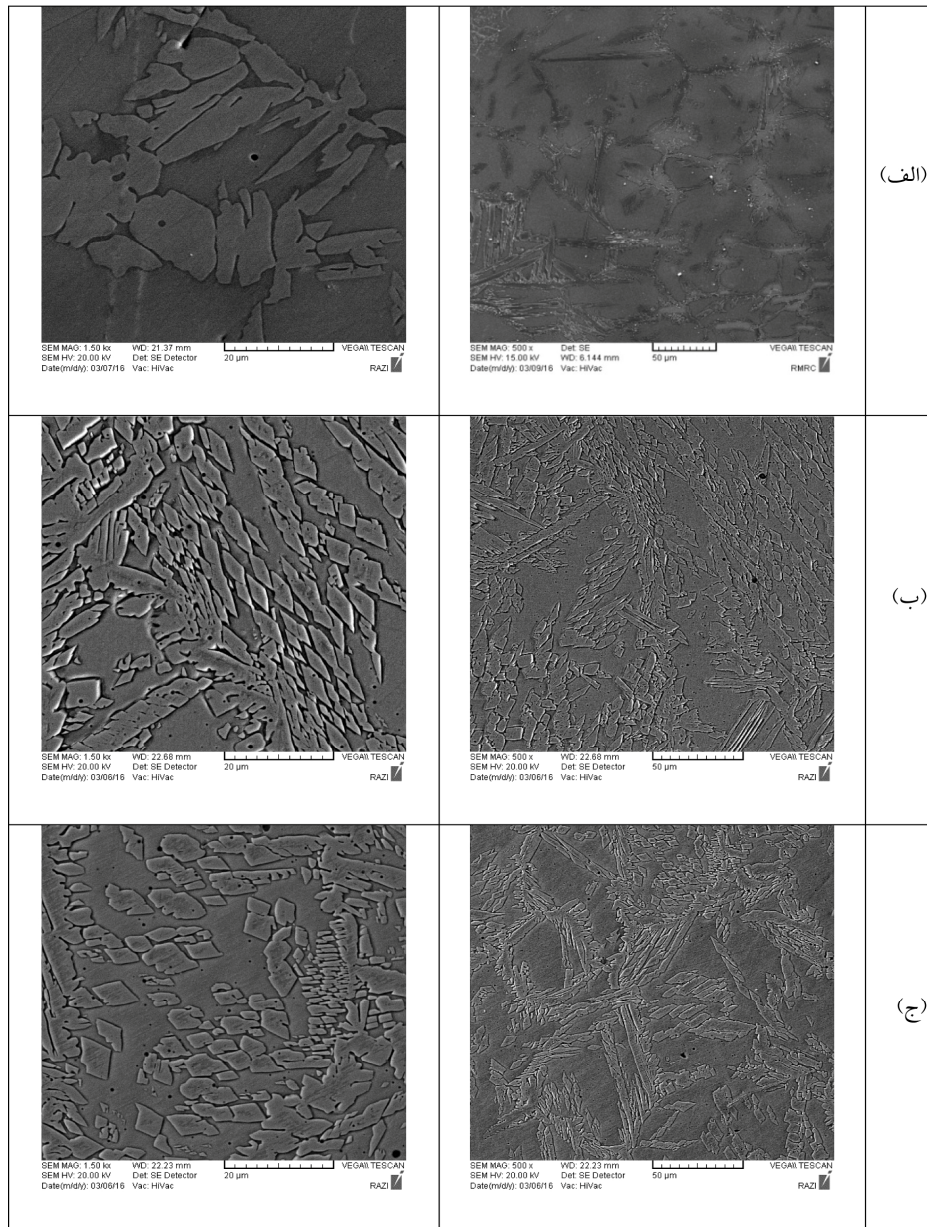 (الف)
SEM MAG: 1.50 kx WD: 21.37 mm VEGA\\ TESCAN
SEM HV: 20.00 kV Det: SE Detector 20 µm
Date(m/d/y): 03/07/16 Vac: HiVac RAZI
SEM MAG: 500 x Det: SE VEGA\\ TESCAN
SEM HV: 15.00 kV WD: 6.144 mm 50 µm
Date(m/d/y): 03/09/16 Vac: HiVac RMRC
(ب)
SEM MAG: 1.50 kx WD: 22.68 mm VEGA\\ TESCAN
SEM HV: 20.00 kV Det: SE Detector 20 µm
Date(m/d/y): 03/06/16 Vac: HiVac RAZI
SEM MAG: 500 x WD: 22.68 mm VEGA\\ TESCAN
SEM HV: 20.00 kV Det: SE Detector 50 µm
Date(m/d/y): 03/06/16 Vac: HiVac RAZI
(ج)
SEM MAG: 1.50 kx WD: 22.23 mm VEGA\\ TESCAN
SEM HV: 20.00 kV Det: SE Detector 20 µm
Date(m/d/y): 03/06/16 Vac: HiVac RAZI
SEM MAG: 500 x WD: 22.23 mm VEGA\\ TESCAN
SEM HV: 20.00 kV Det: SE Detector 50 µm
Date(m/d/y): 03/06/16 Vac: HiVac RAZI